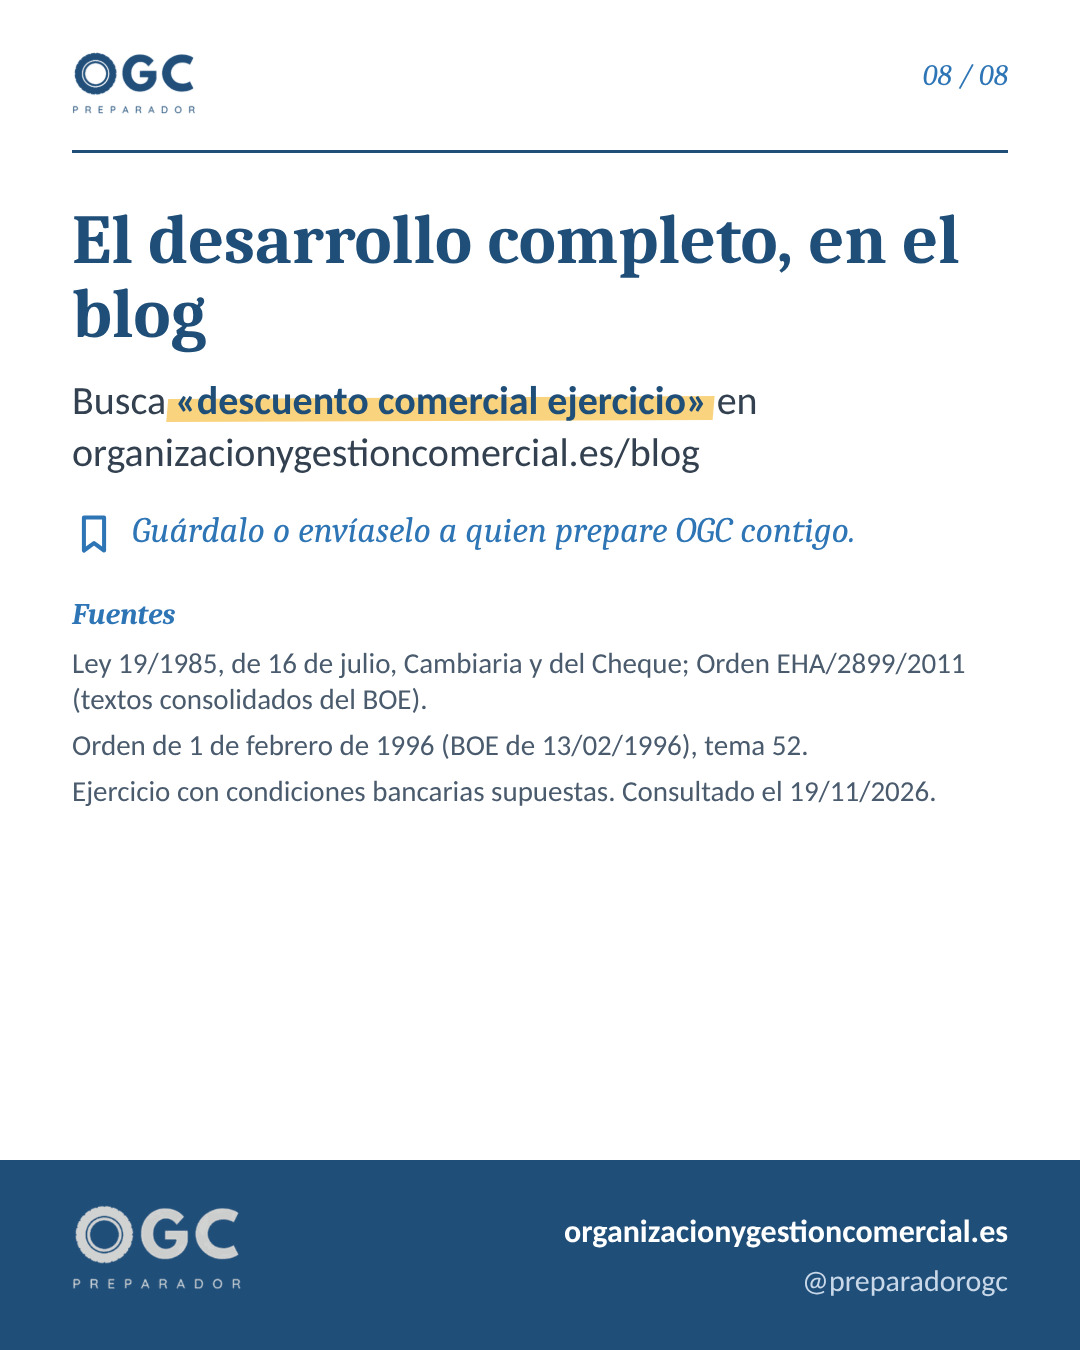 OGC
PREPARADOR
08 / 08
El desarrollo completo, en el
blog
Busca «descuento comercial ejercicio» en
organizacionygestioncomercial.es/blog
Guárdalo o envíaselo a quien prepare OGC contigo.
Fuentes
Ley 19/1985, de 16 de julio, Cambiaria y del Cheque; Orden EHA/2899/2011
(textos consolidados del BOE).
Orden de 1 de febrero de 1996 (BOE de 13/02/1996), tema 52.
Ejercicio con condiciones bancarias supuestas. Consultado el 19/11/2026.
OGC
PREPARADOR
organizacionygestioncomercial.es
@preparadorogc